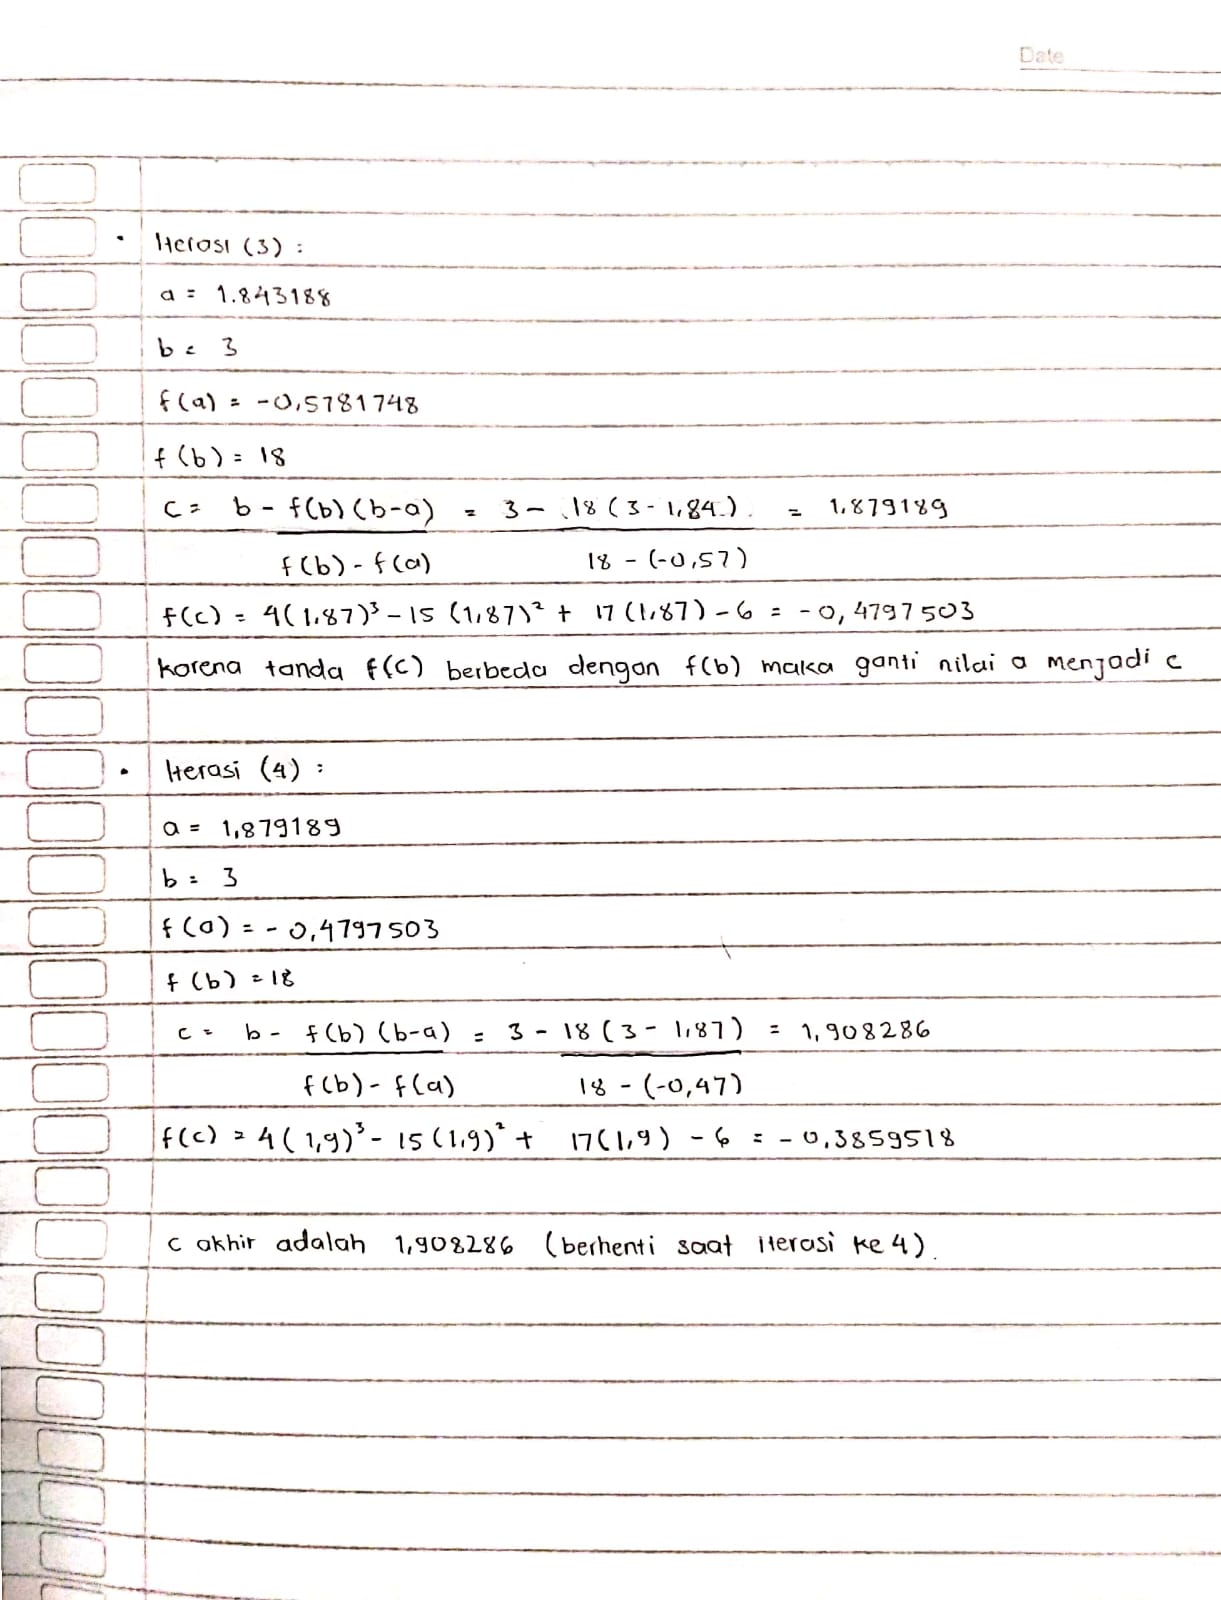 Date
• Iterasi (3) :
a = 1.843188
b = 3
f(a) = -0,5781748
f(b) = 18
c = b - f(b) (b-a) = 3 - 18 (3 - 1,84) = 1,879189
f(b) - f(a) 18 - (-0,57)
f(c) = 4(1,87)³ - 15 (1,87)² + 17 (1,87) - 6 = -0,4797503
karena tanda f(c) berbeda dengan f(b) maka ganti nilai a menjadi c
• Iterasi (4) :
a = 1,879189
b = 3
f(a) = -0,4797503
f(b) = 18
c = b - f(b) (b-a) = 3 - 18 (3 - 1,87) = 1,908286
f(b) - f(a) 18 - (-0,47)
f(c) = 4(1,9)³ - 15(1,9)² + 17(1,9) - 6 = -0,3859518
c akhir adalah 1,908286 (berhenti saat iterasi ke 4).